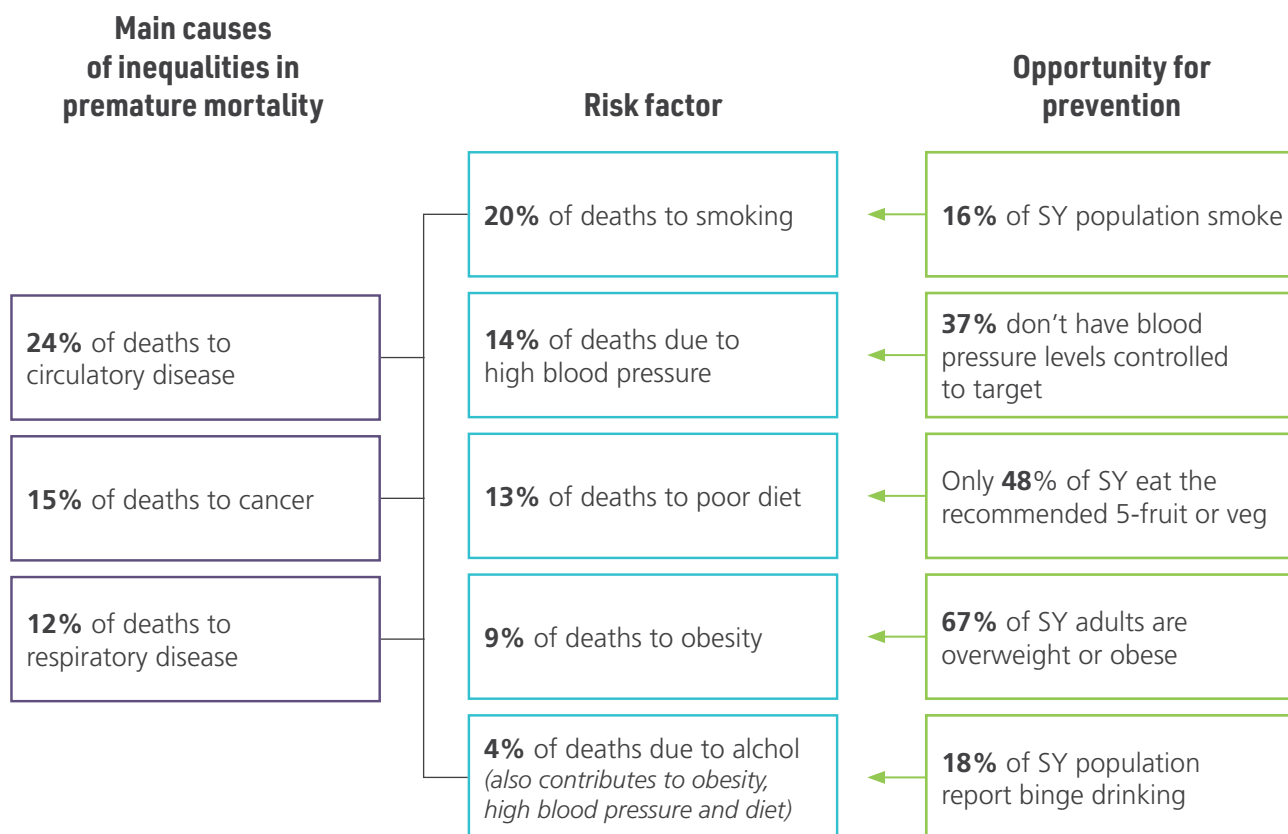 Main causes
of inequalities in
premature mortality
Risk factor
Opportunity for
prevention
24% of deaths to
circulatory disease
15% of deaths to cancer
12% of deaths to
respiratory disease
20% of deaths to smoking
14% of deaths due to
high blood pressure
13% of deaths to poor diet
9% of deaths to obesity
4% of deaths due to alchol
(also contributes to obesity,
high blood pressure and diet)
16% of SY population smoke
37% don’t have blood
pressure levels controlled
to target
Only 48% of SY eat the
recommended 5-fruit or veg
67% of SY adults are
overweight or obese
18% of SY population
report binge drinking